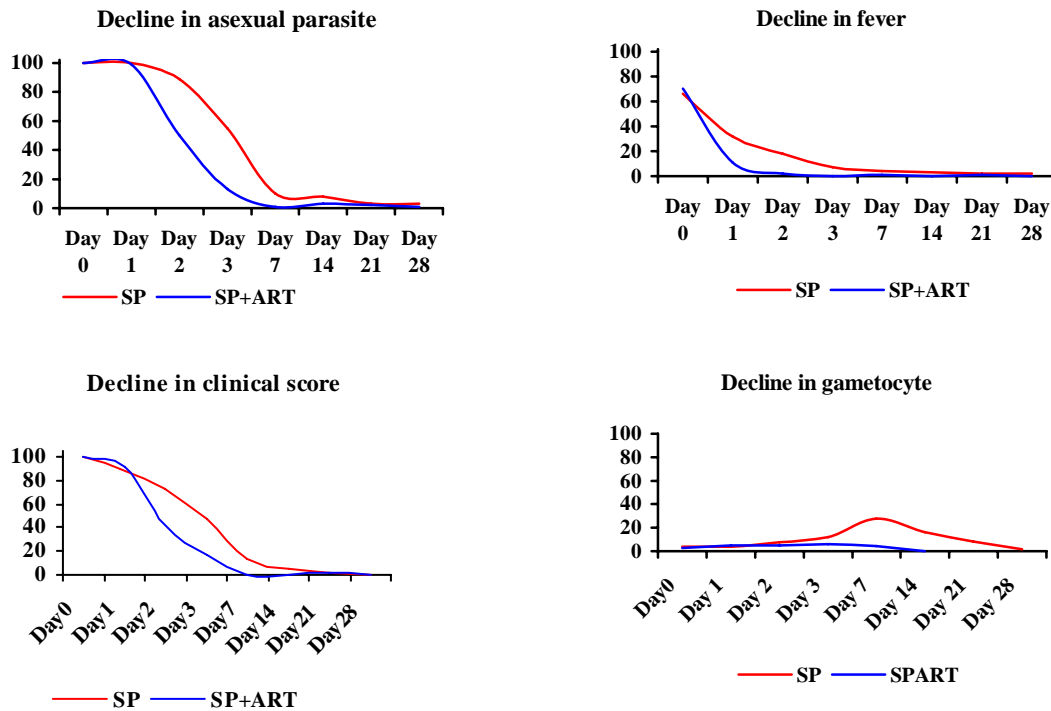 Decline in asexual parasite
100
80
60
40
20
0
Day 0 Day 1 Day 2 Day 3 Day 7 Day 14 Day 21 Day 28
SP SP+ART
Decline in fever
100
80
60
40
20
0
Day 0 Day 1 Day 2 Day 3 Day 7 Day 14 Day 21 Day 28
SP SP+ART
Decline in clinical score
100
80
60
40
20
0
Day0 Day1 Day2 Day3 Day7 Day14 Day21 Day28
SP SP+ART
Decline in gametocyte
100
80
60
40
20
0
Day0 Day 1 Day 2 Day 3 Day 7 Day 14 Day 21 Day 28
SP SPART